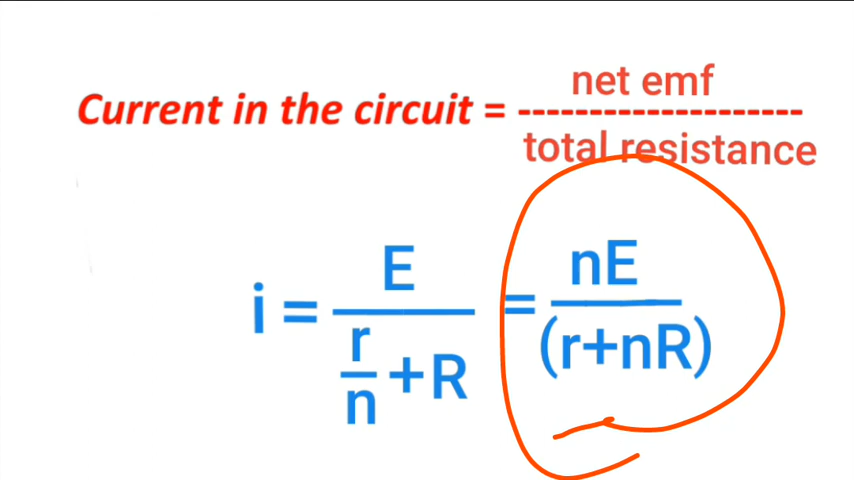 Current in the circuit = net emf
---------------------
total resistance
i = E / (r/n + R) = nE / (r+nR)